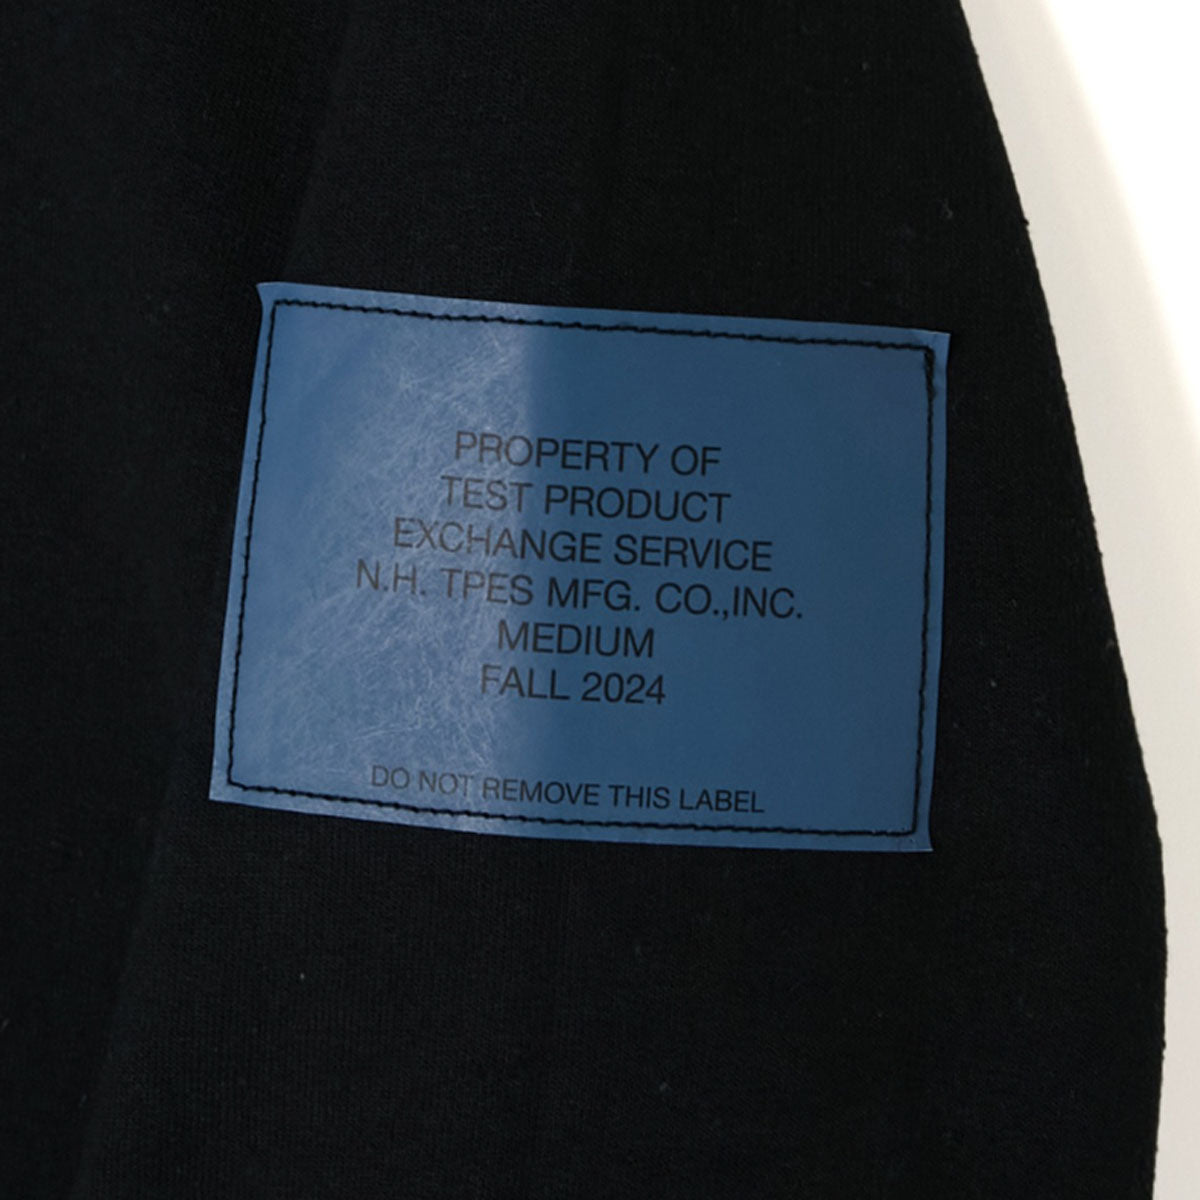 PROPERTY OF
TEST PRODUCT
EXCHANGE SERVICE
N.H. TPES MFG. CO.,INC.
MEDIUM
FALL 2024
DO NOT REMOVE THIS LABEL